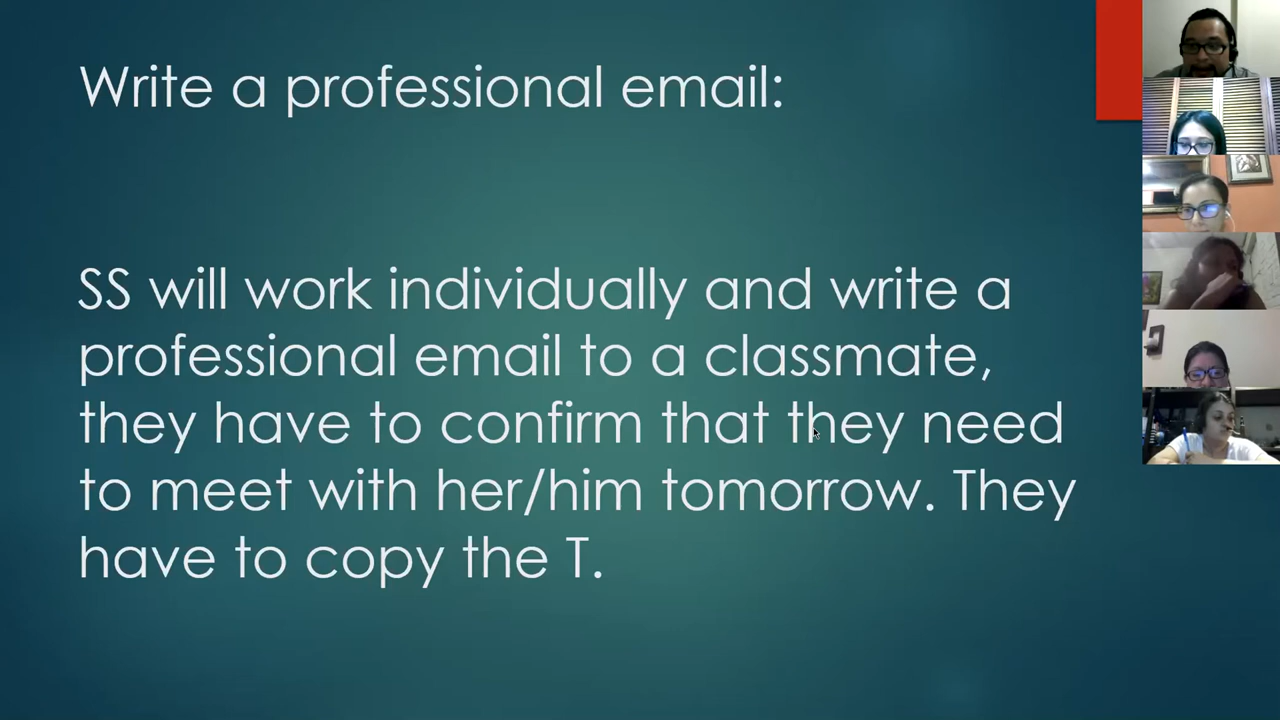 Write a professional email:
SS will work individually and write a
professional email to a classmate,
they have to confirm that they need
to meet with her/him tomorrow. They
have to copy the T.